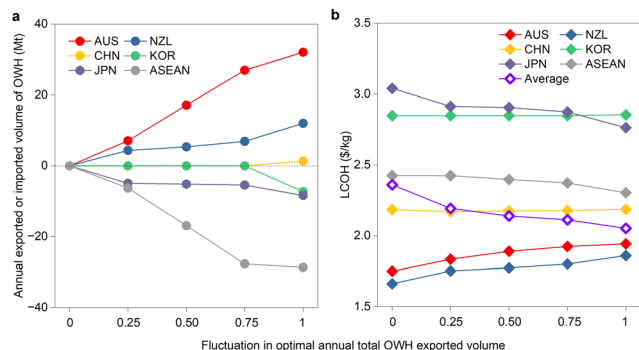 a
Annual exported or imported volume of OWH (Mt)
40
20
0
−20
−40
AUS
NZL
CHN
KOR
JPN
ASEAN
0
0.25
0.50
0.75
1
b
LCOH ($/kg)
3.5
3.0
2.5
2.0
1.5
AUS
NZL
CHN
KOR
JPN
ASEAN
Average
0
0.25
0.50
0.75
1
Fluctuation in optimal annual total OWH exported volume